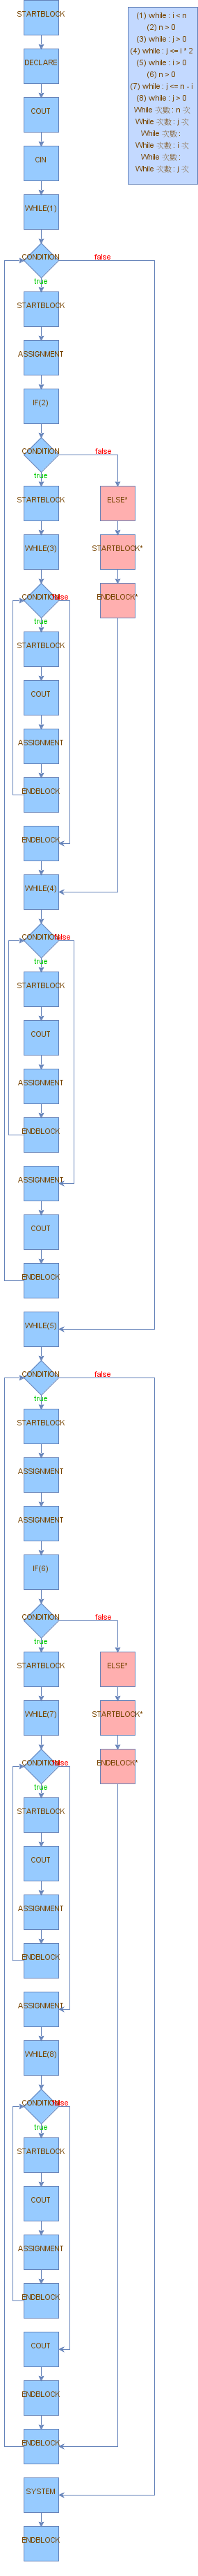 STARTBLOCK
(1) while : i < n
(2) n > 0
(3) while : j > 0
(4) while : j <= i * 2
(5) while : i > 0
(6) n > 0
(7) while : j <= n - i
(8) while : j > 0
While 次數 : n 次
While 次數 : j 次
While 次數 :
While 次數 : i 次
While 次數 :
While 次數 : j 次
DECLARE
COUT
CIN
WHILE(1)
CONDITION false
true
STARTBLOCK
ASSIGNMENT
IF(2)
CONDITION false
true
STARTBLOCK ELSE*
WHILE(3) STARTBLOCK*
CONDITION false ENDBLOCK*
true
STARTBLOCK
COUT
ASSIGNMENT
ENDBLOCK
ENDBLOCK
WHILE(4)
CONDITION false
true
STARTBLOCK
COUT
ASSIGNMENT
ENDBLOCK
ASSIGNMENT
COUT
ENDBLOCK
WHILE(5)
CONDITION false
true
STARTBLOCK
ASSIGNMENT
ASSIGNMENT
IF(6)
CONDITION false
true
STARTBLOCK ELSE*
WHILE(7) STARTBLOCK*
CONDITION false ENDBLOCK*
true
STARTBLOCK
COUT
ASSIGNMENT
ENDBLOCK
ASSIGNMENT
WHILE(8)
CONDITION false
true
STARTBLOCK
COUT
ASSIGNMENT
ENDBLOCK
COUT
ENDBLOCK
ENDBLOCK
SYSTEM
ENDBLOCK